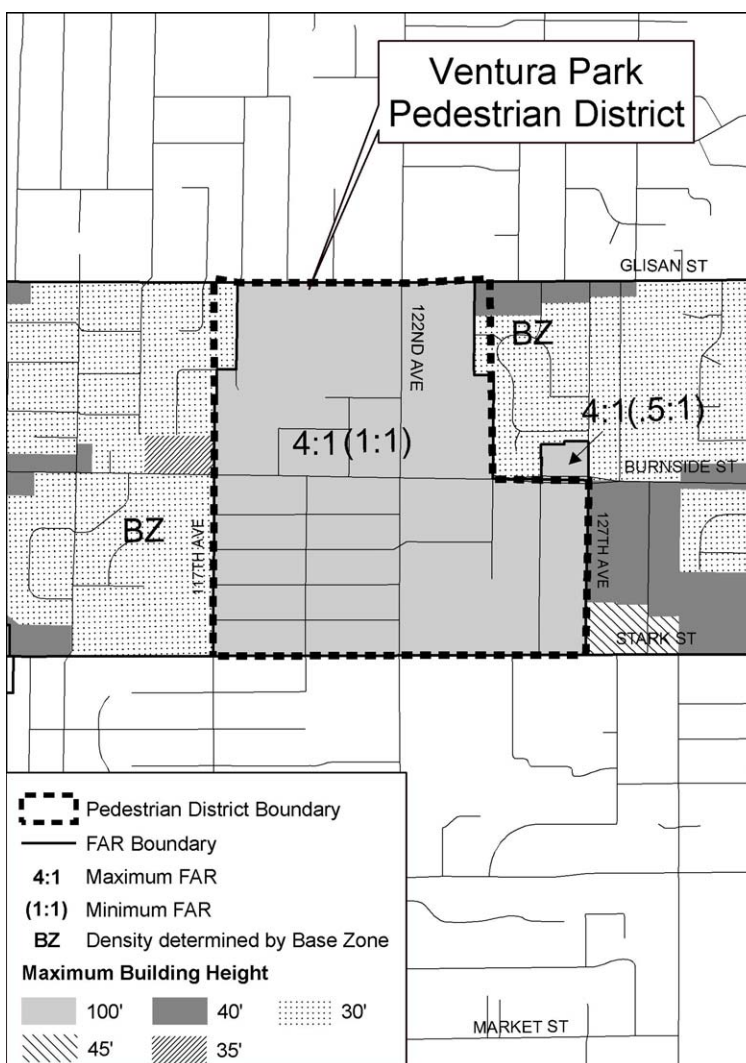 Ventura Park
Pedestrian District
GLISAN ST
122ND AVE
BZ
4:1(.5:1)
4:1 (1:1)
BURNSIDE ST
BZ
117TH AVE
127TH AVE
STARK ST
Pedestrian District Boundary
FAR Boundary
4:1 Maximum FAR
(1:1) Minimum FAR
BZ Density determined by Base Zone
Maximum Building Height
100' 40' 30'
45' 35'
MARKET ST